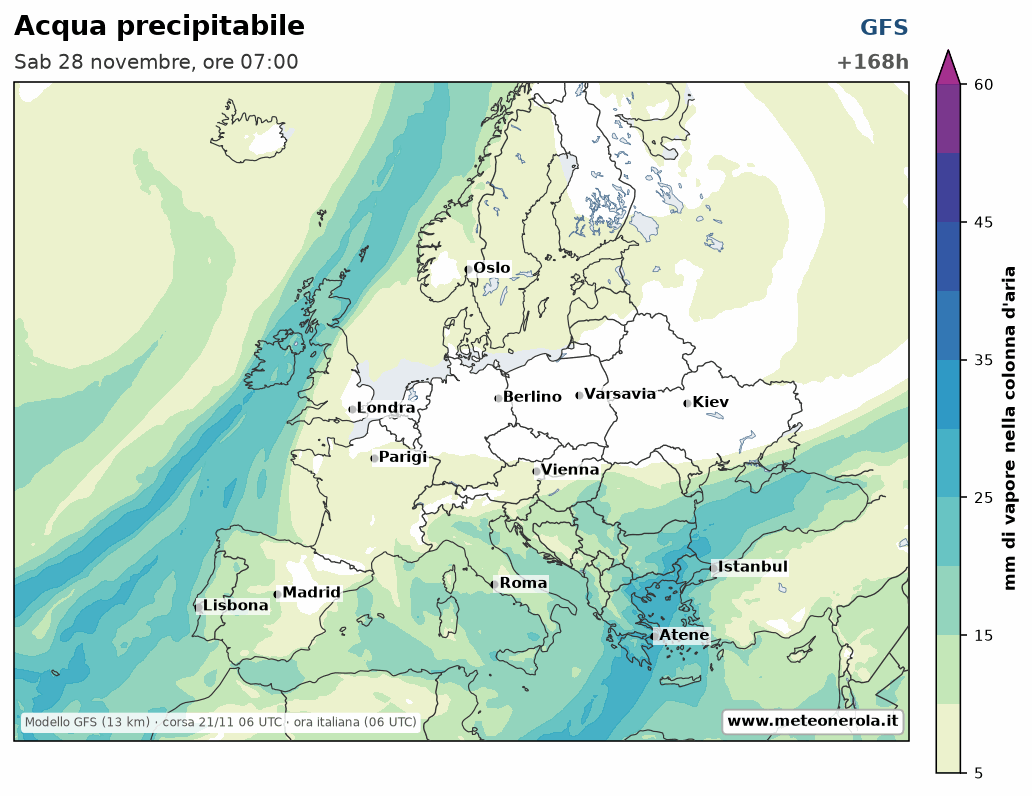 Acqua precipitabile
GFS
Sab 28 novembre, ore 07:00
+168h
60
45
35
25
15
5
mm di vapore nella colonna d'aria
Oslo
Londra
Berlino
Varsavia
Kiev
Parigi
Vienna
Istanbul
Roma
Madrid
Lisbona
Atene
Modello GFS (13 km) · corsa 21/11 06 UTC · ora italiana (06 UTC)
www.meteonerola.it